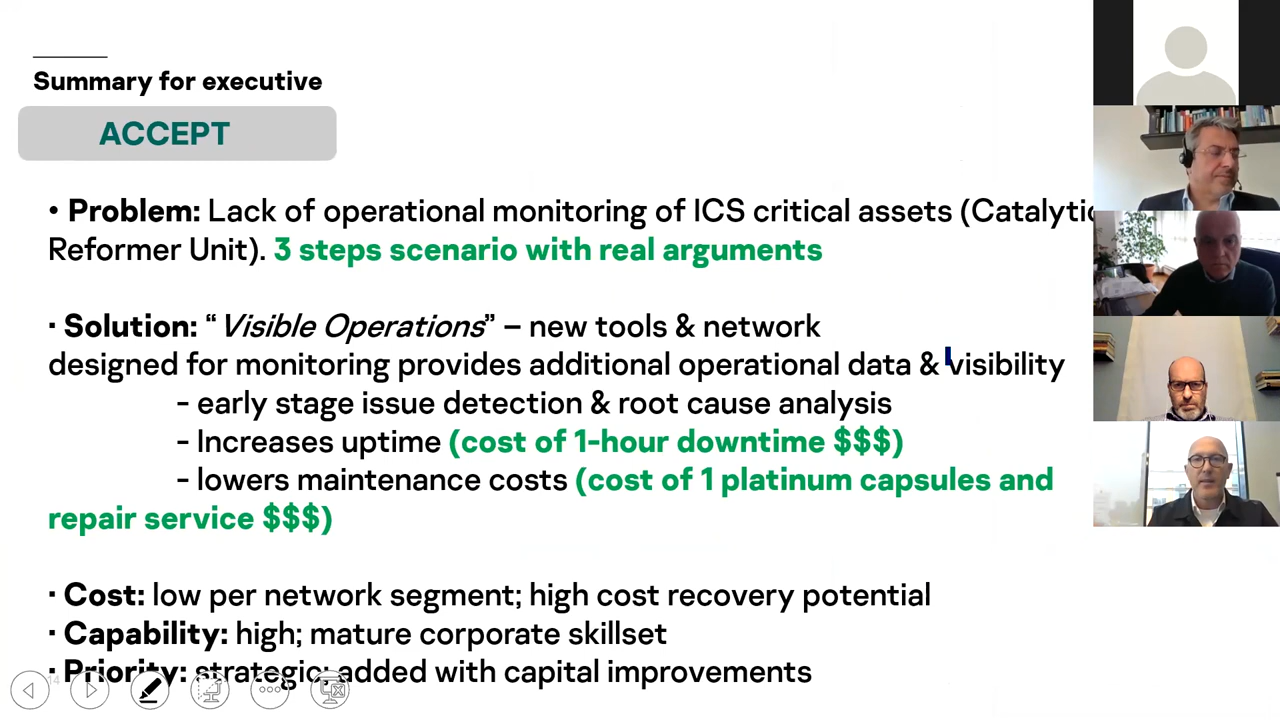 Summary for executive
ACCEPT
• Problem: Lack of operational monitoring of ICS critical assets (Catalytic
Reformer Unit). 3 steps scenario with real arguments
· Solution: “Visible Operations” – new tools & network
designed for monitoring provides additional operational data & visibility
- early stage issue detection & root cause analysis
- Increases uptime (cost of 1-hour downtime $$$)
- lowers maintenance costs (cost of 1 platinum capsules and
repair service $$$)
· Cost: low per network segment; high cost recovery potential
· Capability: high; mature corporate skillset
· Priority: strategic; added with capital improvements